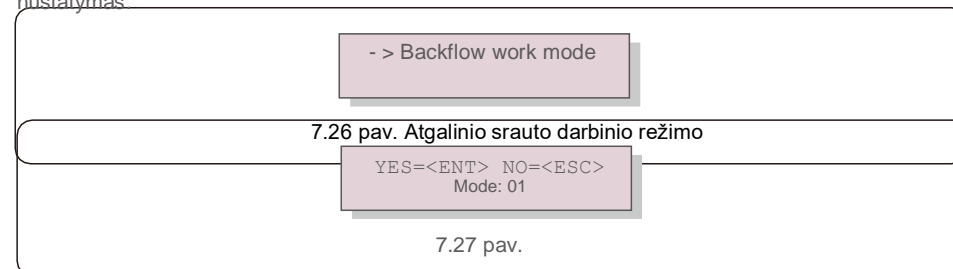 nustatymas.
- > Backflow work mode
7.26 pav. Atgalinio srauto darbinio režimo
YES=<ENT> NO=<ESC>
Mode: 01
7.27 pav.